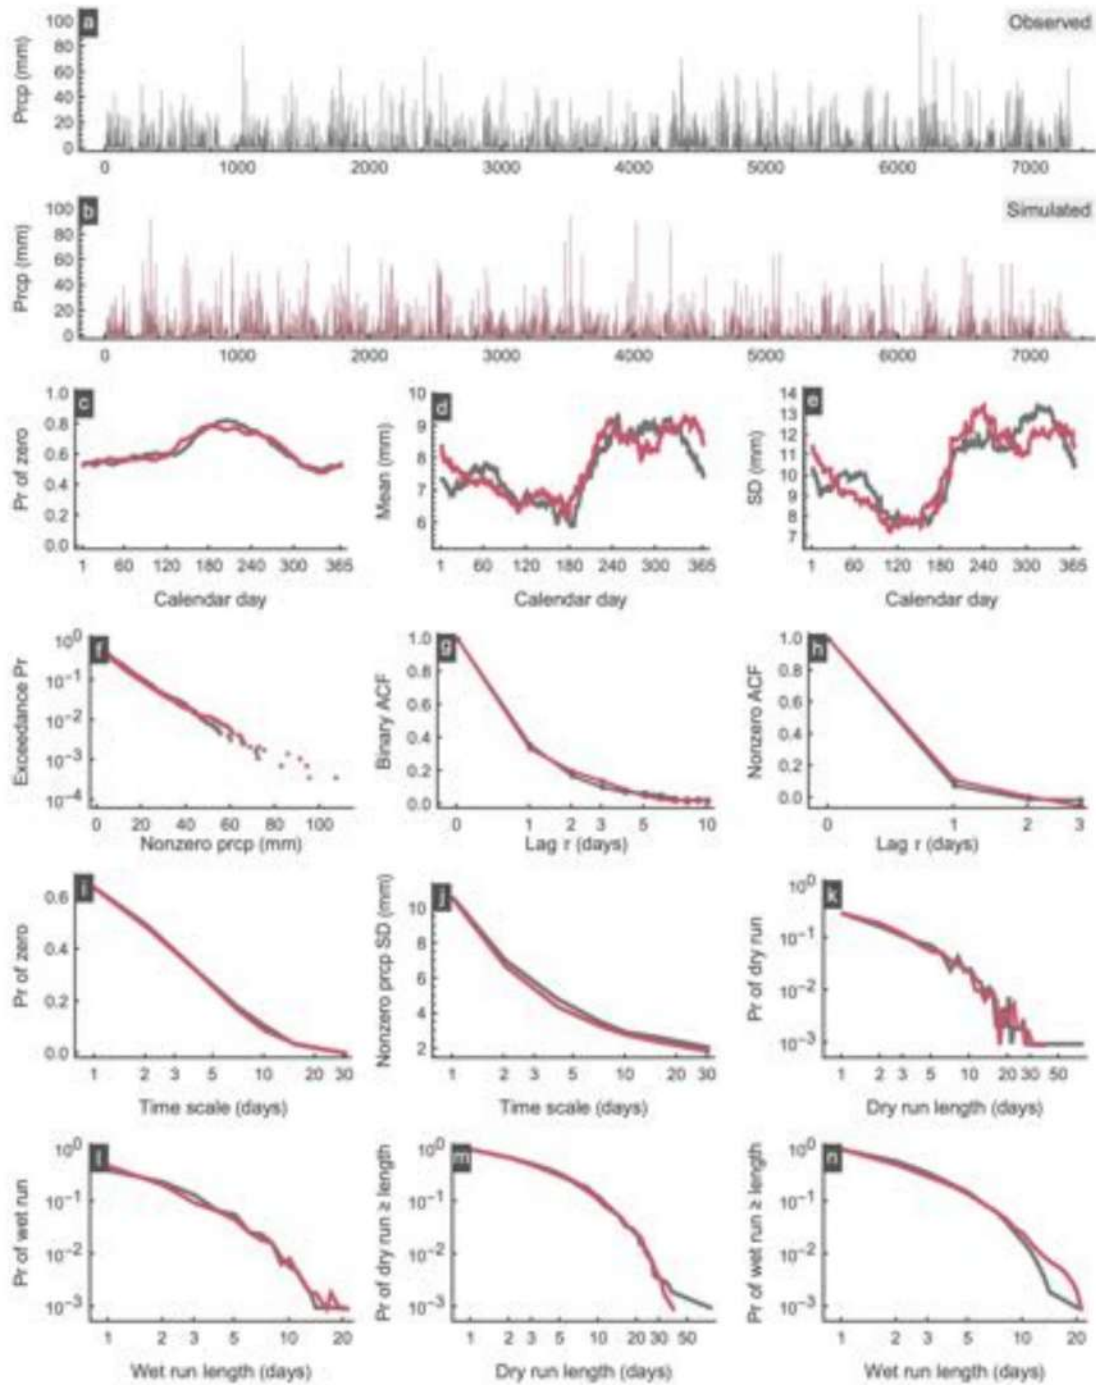 a
Observed
Prcp (mm)
100
80
60
40
20
0
0 1000 2000 3000 4000 5000 6000 7000
b
Simulated
Prcp (mm)
100
80
60
40
20
0
0 1000 2000 3000 4000 5000 6000 7000
c
Pr of zero
1.0
0.8
0.6
0.4
0.2
0.0
1 60 120 180 240 300 365
Calendar day
d
Mean (mm)
10
9
8
7
6
1 60 120 180 240 300 365
Calendar day
e
SD (mm)
14
13
12
11
10
9
8
7
1 60 120 180 240 300 365
Calendar day
f
Exceedance Pr
10^0
10^-1
10^-2
10^-3
10^-4
0 20 40 60 80 100
Nonzero prcp (mm)
g
Binary ACF
1.0
0.8
0.6
0.4
0.2
0.0
0 1 2 3 5 10
Lag τ (days)
h
Nonzero ACF
1.0
0.8
0.6
0.4
0.2
0.0
0 1 2 3
Lag τ (days)
i
Pr of zero
0.6
0.4
0.2
0.0
1 2 3 5 10 20 30
Time scale (days)
j
Nonzero prcp SD (mm)
10
8
6
4
2
1 2 3 5 10 20 30
Time scale (days)
k
Pr of dry run
10^0
10^-1
10^-2
10^-3
1 2 3 5 10 20 30 50
Dry run length (days)
l
Pr of wet run
10^0
10^-1
10^-2
10^-3
1 2 3 5 10 20
Wet run length (days)
m
Pr of dry run ≥ length
10^0
10^-1
10^-2
10^-3
1 2 3 5 10 20 30 50
Dry run length (days)
n
Pr of wet run ≥ length
10^0
10^-1
10^-2
10^-3
1 2 3 5 10 20
Wet run length (days)